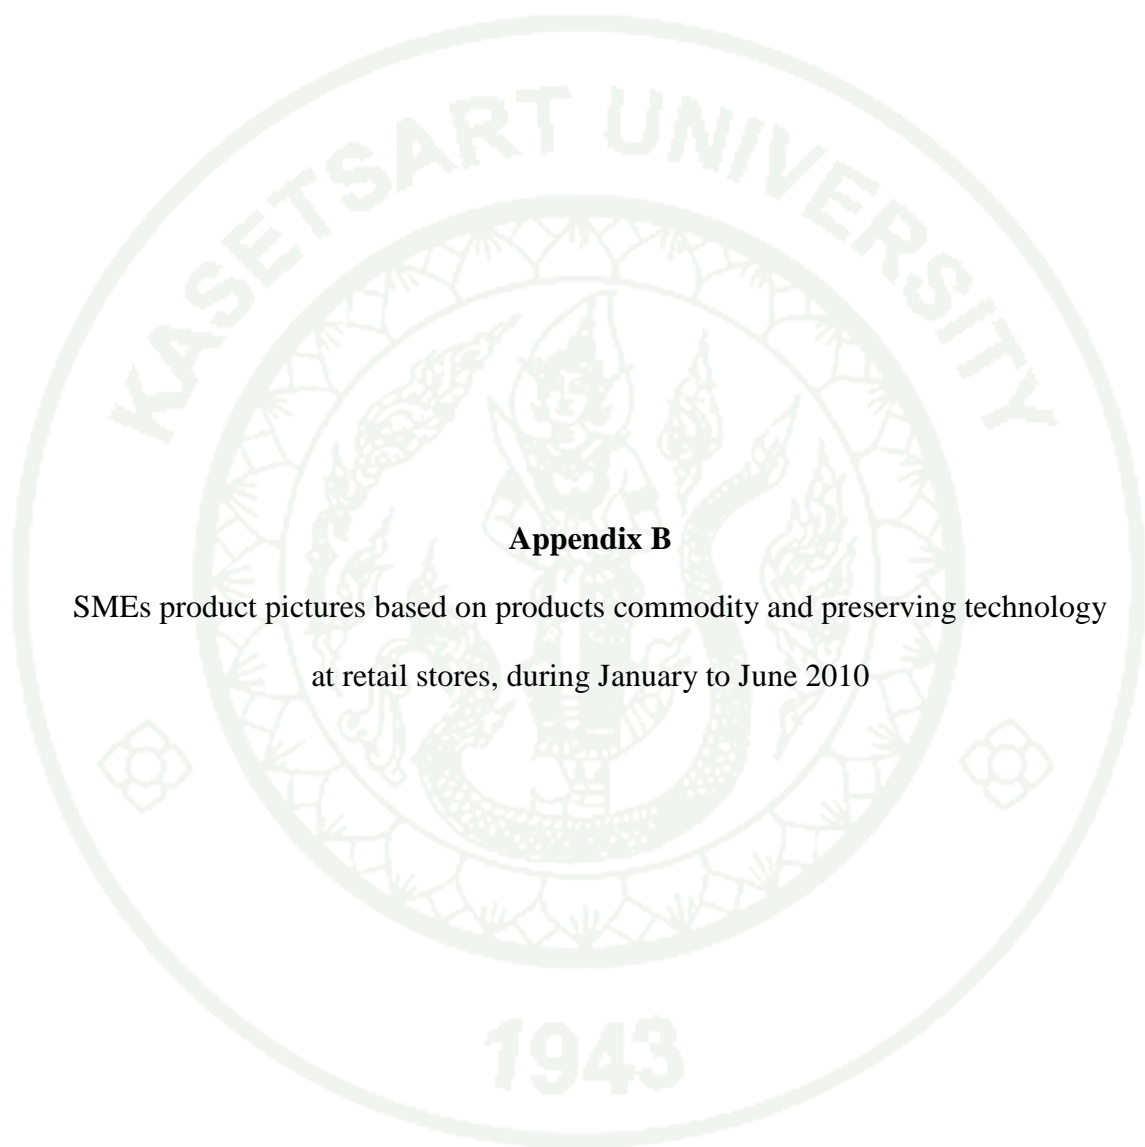 KASETSART UNIVERSITY
Appendix B
SMEs product pictures based on products commodity and preserving technology
at retail stores, during January to June 2010
1943